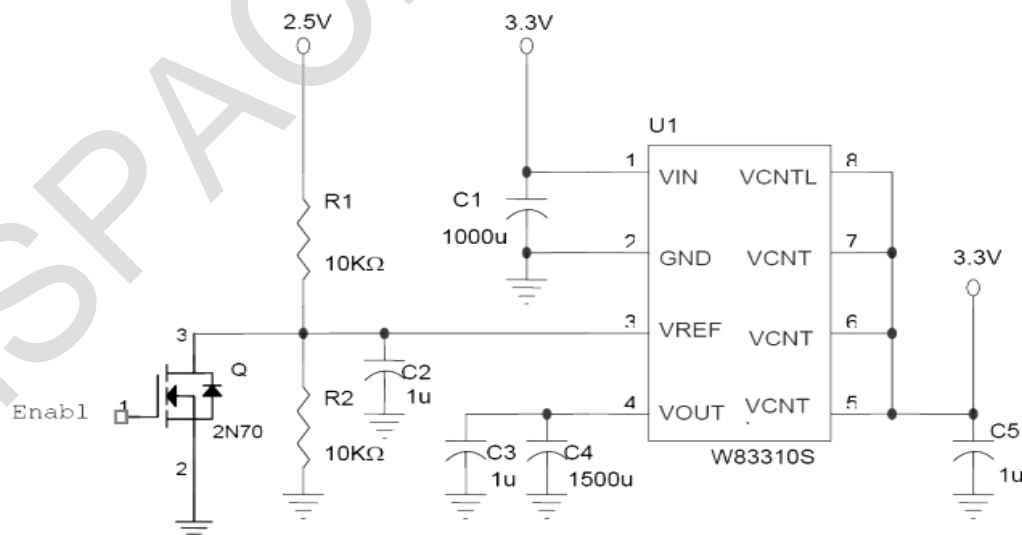 2.5V
3.3V
U1
R1
10KΩ
C1
1000u
1
VIN
VCNTL
8
2
GND
VCNT
7
3.3V
3
3
VREF
VCNT
6
Q
C2
1u
R2
10KΩ
Enabl
1
2N70
2
4
VOUT
VCNT
5
C3
1u
C4
1500u
W83310S
C5
1u